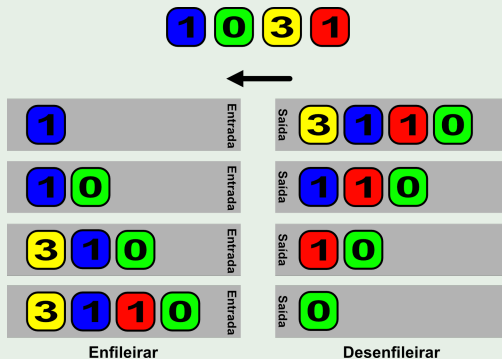 1 0 3 1
1 Entrada Saída 3 1 1 0
1 0 Entrada Saída 1 1 0
3 1 0 Entrada Saída 1 0
3 1 1 0 Entrada Saída 0
Enfileirar Desenfileirar